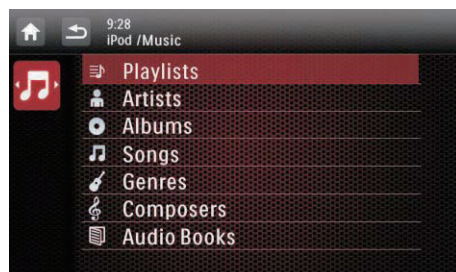 9:28
iPod /Music
Playlists
Artists
Albums
Songs
Genres
Composers
Audio Books